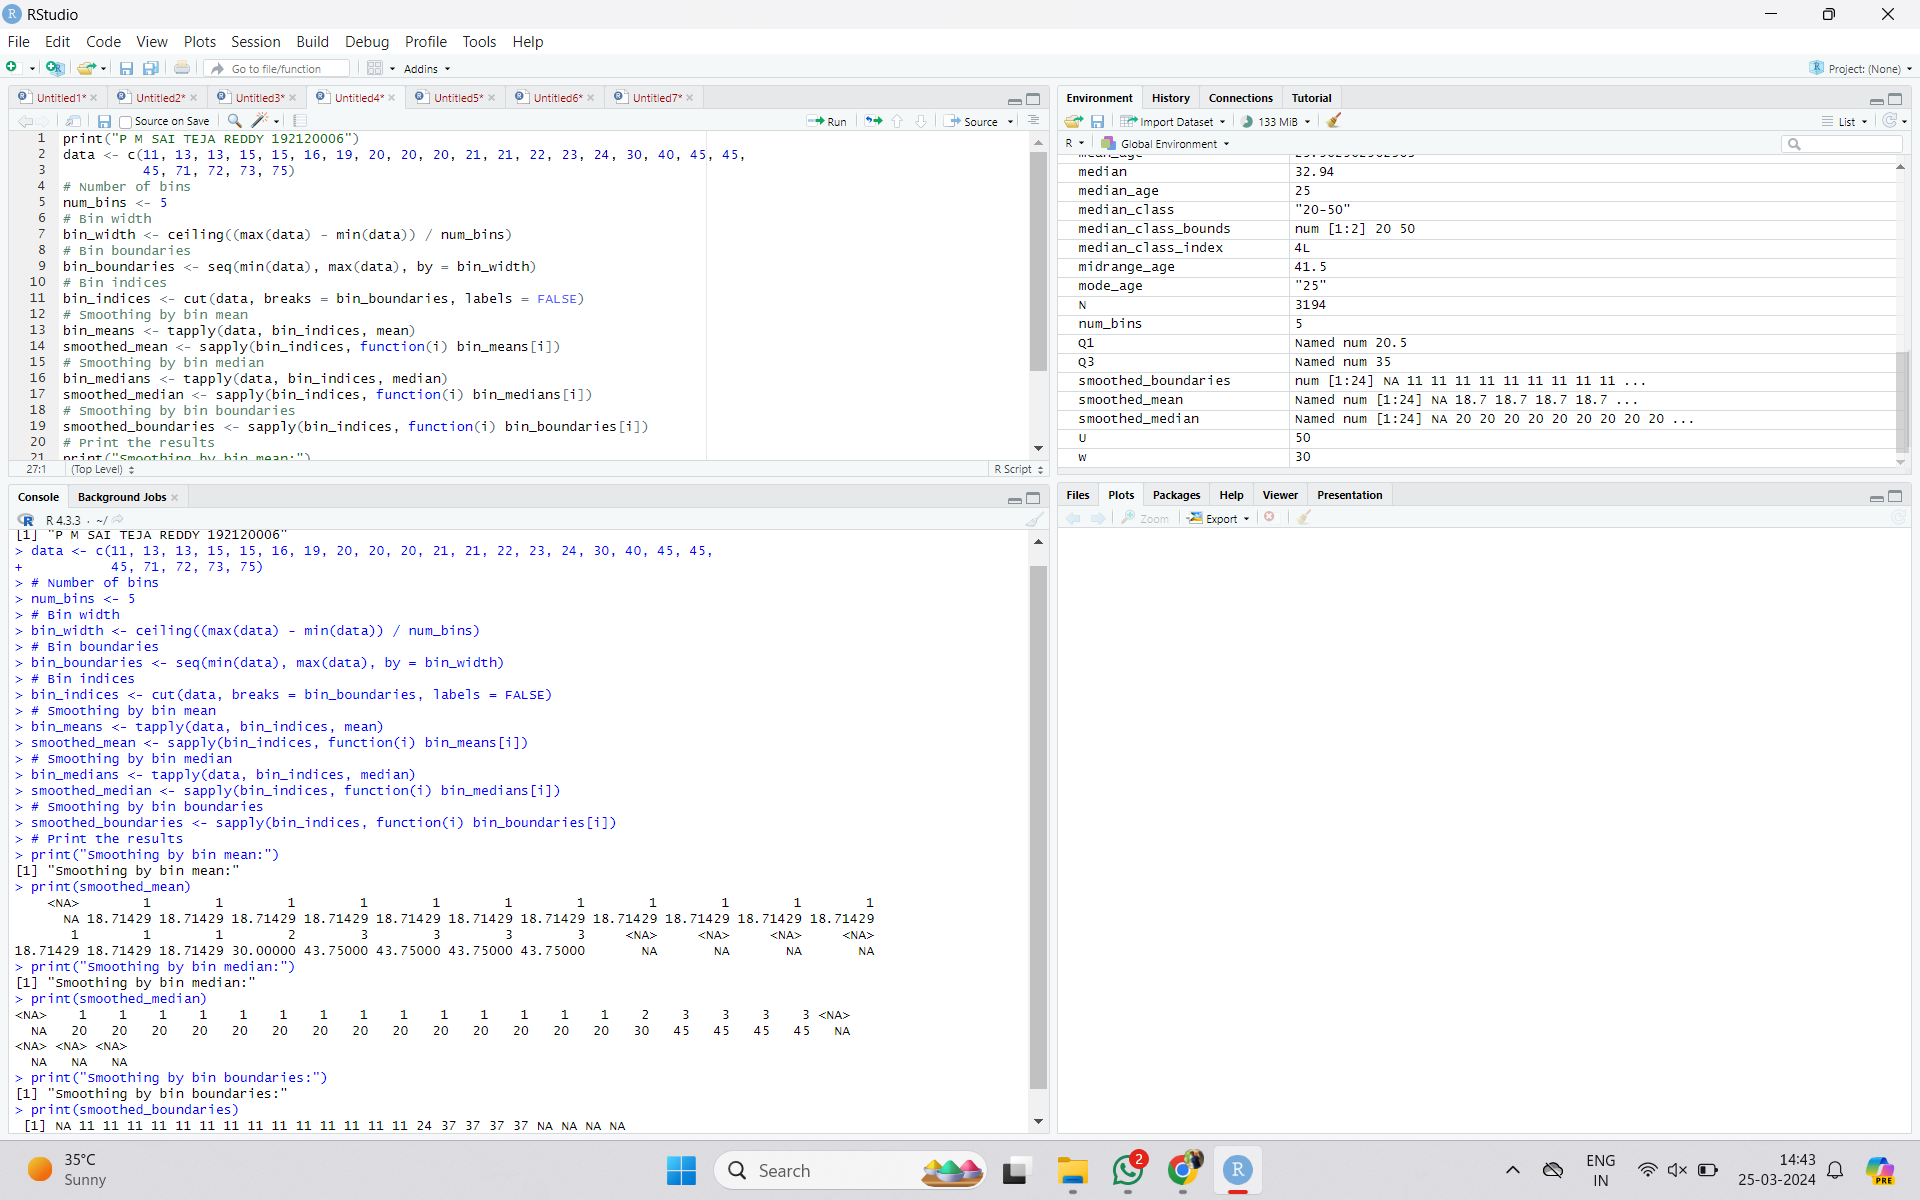 RStudio
File Edit Code View Plots Session Build Debug Profile Tools Help
Go to file/function Addins Project: (None)
Untitled1* Untitled2* Untitled3* Untitled4* Untitled5* Untitled6* Untitled7*
Source on Save Run Source
1 print("P M SAI TEJA REDDY 192120006")
2 data <- c(11, 13, 13, 15, 15, 16, 19, 20, 20, 20, 21, 21, 22, 23, 24, 30, 40, 45, 45,
3 45, 71, 72, 73, 75)
4 # Number of bins
5 num_bins <- 5
6 # Bin width
7 bin_width <- ceiling((max(data) - min(data)) / num_bins)
8 # Bin boundaries
9 bin_boundaries <- seq(min(data), max(data), by = bin_width)
10 # Bin indices
11 bin_indices <- cut(data, breaks = bin_boundaries, labels = FALSE)
12 # Smoothing by bin mean
13 bin_means <- tapply(data, bin_indices, mean)
14 smoothed_mean <- sapply(bin_indices, function(i) bin_means[i])
15 # Smoothing by bin median
16 bin_medians <- tapply(data, bin_indices, median)
17 smoothed_median <- sapply(bin_indices, function(i) bin_medians[i])
18 # Smoothing by bin boundaries
19 smoothed_boundaries <- sapply(bin_indices, function(i) bin_boundaries[i])
20 # Print the results
21 print("Smoothing by bin mean:")
27:1 (Top Level) R Script
Console Background Jobs
R 4.3.3 · ~/
[1] "P M SAI TEJA REDDY 192120006"
> data <- c(11, 13, 13, 15, 15, 16, 19, 20, 20, 20, 21, 21, 22, 23, 24, 30, 40, 45, 45,
+ 45, 71, 72, 73, 75)
> # Number of bins
> num_bins <- 5
> # Bin width
> bin_width <- ceiling((max(data) - min(data)) / num_bins)
> # Bin boundaries
> bin_boundaries <- seq(min(data), max(data), by = bin_width)
> # Bin indices
> bin_indices <- cut(data, breaks = bin_boundaries, labels = FALSE)
> # Smoothing by bin mean
> bin_means <- tapply(data, bin_indices, mean)
> smoothed_mean <- sapply(bin_indices, function(i) bin_means[i])
> # Smoothing by bin median
> bin_medians <- tapply(data, bin_indices, median)
> smoothed_median <- sapply(bin_indices, function(i) bin_medians[i])
> # Smoothing by bin boundaries
> smoothed_boundaries <- sapply(bin_indices, function(i) bin_boundaries[i])
> # Print the results
> print("Smoothing by bin mean:")
[1] "Smoothing by bin mean:"
> print(smoothed_mean)
<NA> 1 1 1 1 1 1 1 1 1 1 1
NA 18.71429 18.71429 18.71429 18.71429 18.71429 18.71429 18.71429 18.71429 18.71429 18.71429 18.71429
1 1 1 2 3 3 3 3 <NA> <NA> <NA> <NA>
18.71429 18.71429 18.71429 30.00000 43.75000 43.75000 43.75000 43.75000 NA NA NA NA
> print("Smoothing by bin median:")
[1] "Smoothing by bin median:"
> print(smoothed_median)
<NA> 1 1 1 1 1 1 1 1 1 1 1 1 1 1 2 3 3 3 3 <NA>
NA 20 20 20 20 20 20 20 20 20 20 20 20 20 20 30 45 45 45 45 NA
<NA> <NA> <NA>
NA NA NA
> print("Smoothing by bin boundaries:")
[1] "Smoothing by bin boundaries:"
> print(smoothed_boundaries)
[1] NA 11 11 11 11 11 11 11 11 11 11 11 11 11 11 24 37 37 37 37 NA NA NA NA
Environment History Connections Tutorial
Import Dataset 133 MiB List
R Global Environment
median 32.94
median_age 25
median_class "20-50"
median_class_bounds num [1:2] 20 50
median_class_index 4L
midrange_age 41.5
mode_age "25"
N 3194
num_bins 5
Q1 Named num 20.5
Q3 Named num 35
smoothed_boundaries num [1:24] NA 11 11 11 11 11 11 11 11 11 ...
smoothed_mean Named num [1:24] NA 18.7 18.7 18.7 18.7 ...
smoothed_median Named num [1:24] NA 20 20 20 20 20 20 20 20 20 ...
U 50
w 30
Files Plots Packages Help Viewer Presentation
Zoom Export
35°C
Sunny
Search
2
ENG
IN
14:43
25-03-2024
PRE